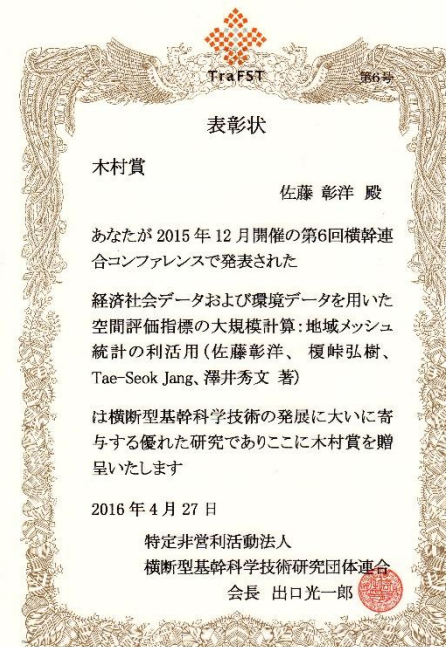 TraFST
第6号
表彰状
木村賞
佐藤 彰洋 殿
あなたが 2015 年 12 月開催の第6回横幹連
合コンファレンスで発表された
経済社会データおよび環境データを用いた
空間評価指標の大規模計算:地域メッシュ
統計の利活用(佐藤彰洋、 榎峠弘樹、
Tae-Seok Jang、澤井秀文 著)
は横断型基幹科学技術の発展に大いに寄
与する優れた研究でありここに木村賞を贈
呈いたします
2016 年 4 月 27 日
特定非営利活動法人
横断型基幹科学技術研究団体連合
会長 出口光一郎